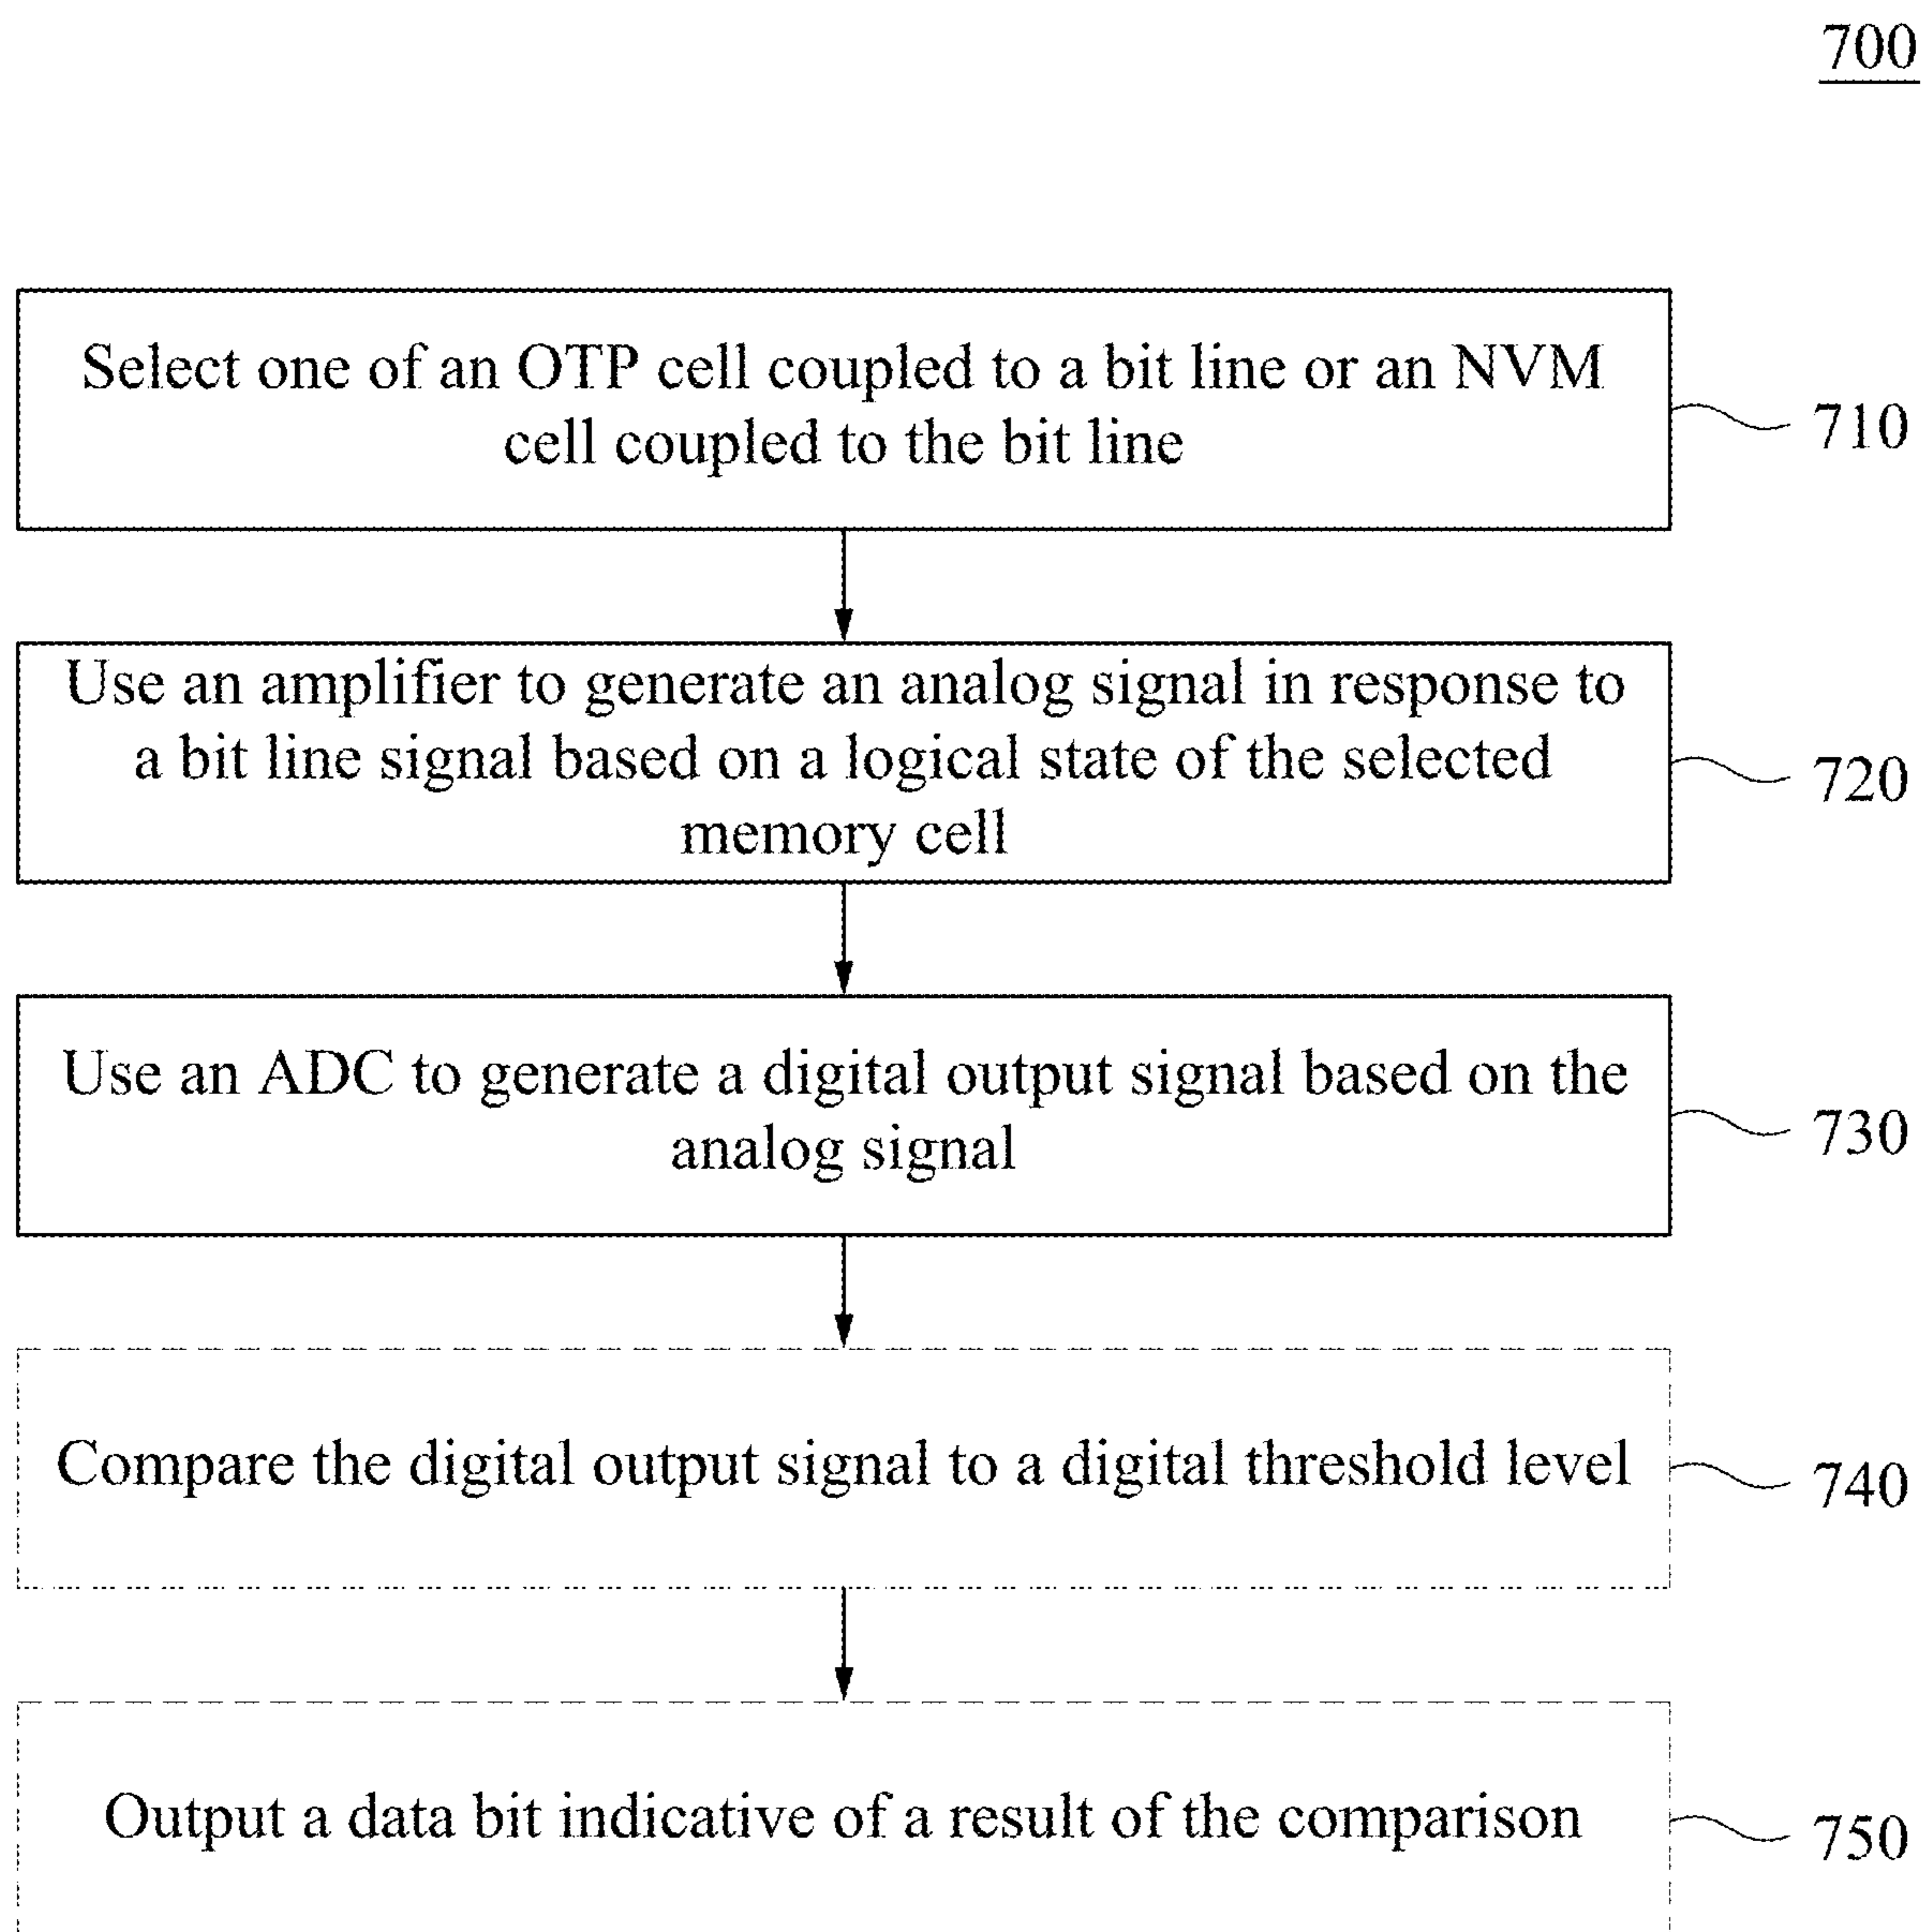 700
Select one of an OTP cell coupled to a bit line or an NVM
cell coupled to the bit line
710
Use an amplifier to generate an analog signal in response to
a bit line signal based on a logical state of the selected
memory cell
720
Use an ADC to generate a digital output signal based on the
analog signal
730
Compare the digital output signal to a digital threshold level
740
Output a data bit indicative of a result of the comparison
750